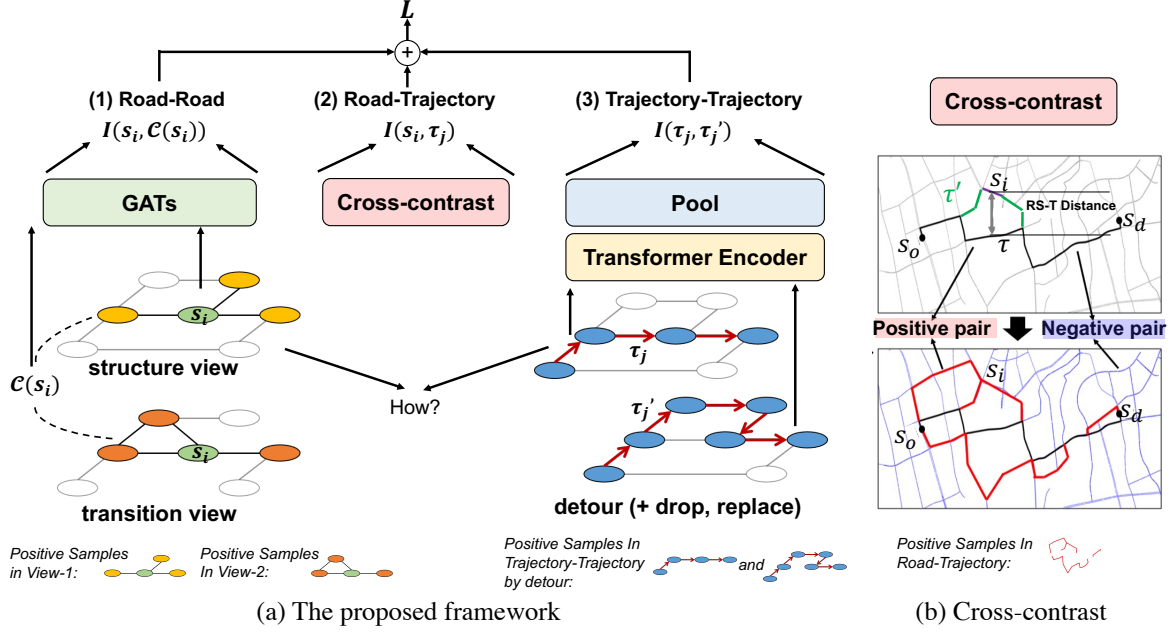 L
+
(1) Road-Road
(2) Road-Trajectory
(3) Trajectory-Trajectory
I(s_i, C(s_i))
I(s_i, τ_j)
I(τ_j, τ_j')
GATs
Cross-contrast
Pool
Transformer Encoder
s_i
structure view
τ_j
C(s_i)
How?
τ_j'
s_i
transition view
detour (+ drop, replace)
Positive Samples
in View-1:
Positive Samples
In View-2:
Positive Samples In
Trajectory-Trajectory
by detour:
and
(a) The proposed framework
Cross-contrast
s_i
τ'
RS-T Distance
s_o
τ
s_d
Positive pair
Negative pair
s_i
s_o
s_d
Positive Samples In
Road-Trajectory:
(b) Cross-contrast